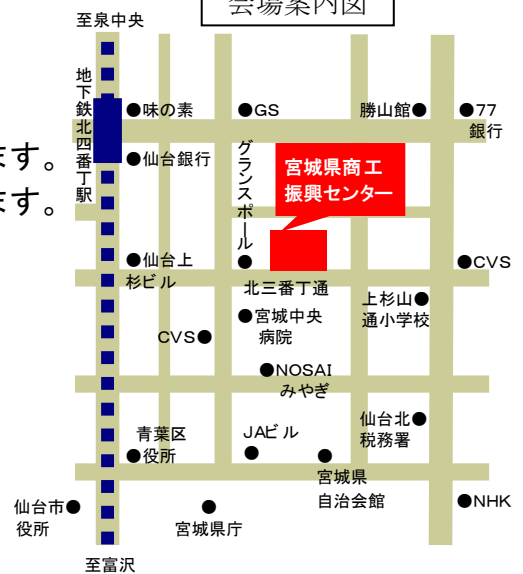 会場案内図
至泉中央
地下鉄北四番丁駅
●味の素
●GS
勝山館●
●77
銀行
ます。
ます。
●仙台銀行
グランスポール
宮城県商工
振興センター
●仙台上
杉ビル
●CVS
北三番丁通
上杉山●
通小学校
●宮城中央
病院
CVS●
●NOSAI
みやぎ
仙台北●
税務署
青葉区
●役所
JAビル
宮城県
自治会館
仙台市●
役所
宮城県庁
●NHK
至富沢